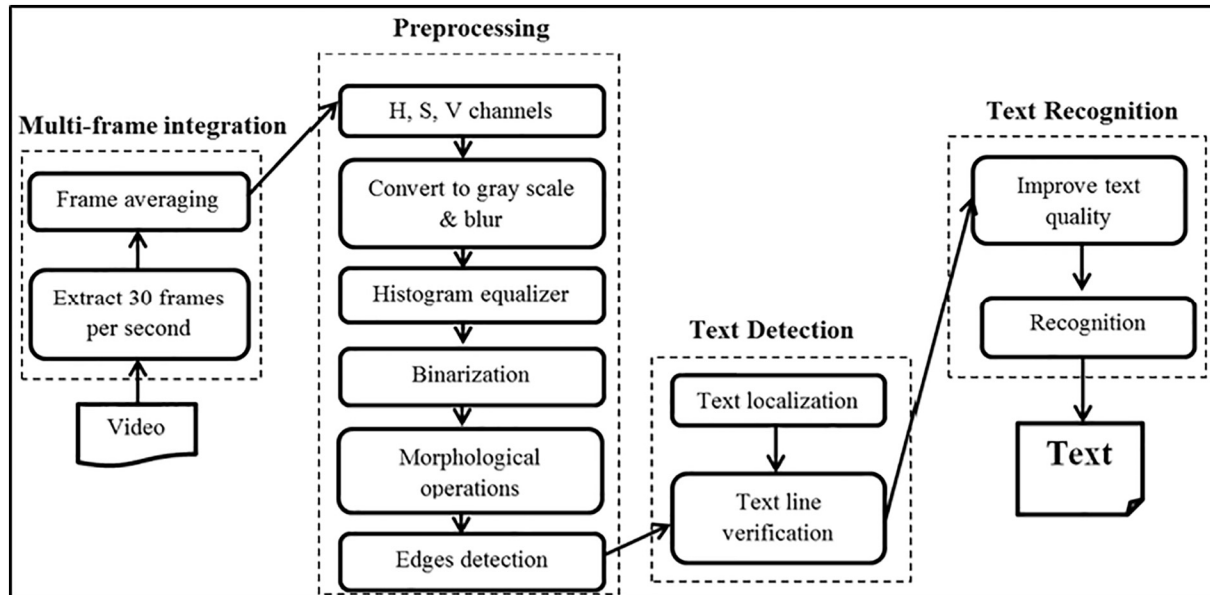 Multi-frame integration
Frame averaging
Extract 30 frames
per second
Video
Preprocessing
H, S, V channels
Convert to gray scale
& blur
Histogram equalizer
Binarization
Morphological
operations
Edges detection
Text Detection
Text localization
Text line
verification
Text Recognition
Improve text
quality
Recognition
Text